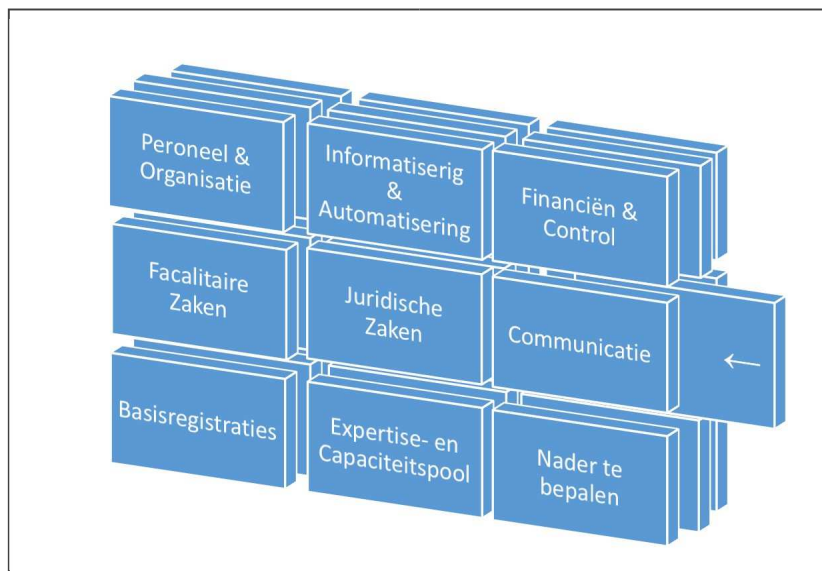 Peroneel &
Organisatie
Informatiserig
&
Automatisering
Financiën &
Control
Facalitaire
Zaken
Juridische
Zaken
Communicatie
←
Basisregistraties
Expertise- en
Capaciteitspool
Nader te
bepalen